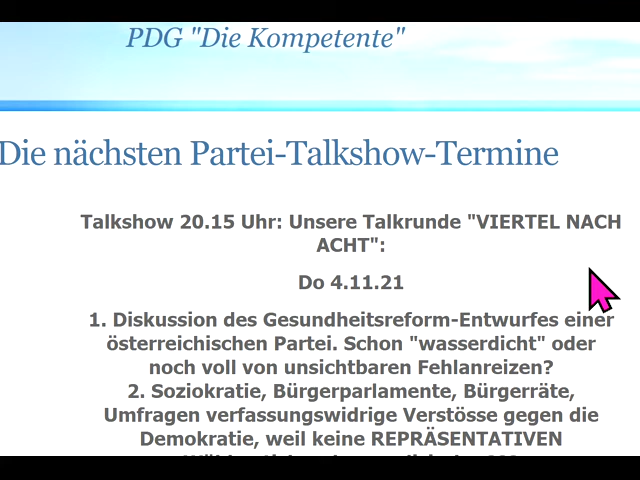 PDG "Die Kompetente"
Die nächsten Partei-Talkshow-Termine
Talkshow 20.15 Uhr: Unsere Talkrunde "VIERTEL NACH
ACHT":
Do 4.11.21
1. Diskussion des Gesundheitsreform-Entwurfes einer
österreichischen Partei. Schon "wasserdicht" oder
noch voll von unsichtbaren Fehlanreizen?
2. Soziokratie, Bürgerparlamente, Bürgerräte,
Umfragen verfassungswidrige Verstösse gegen die
Demokratie, weil keine REPRÄSENTATIVEN